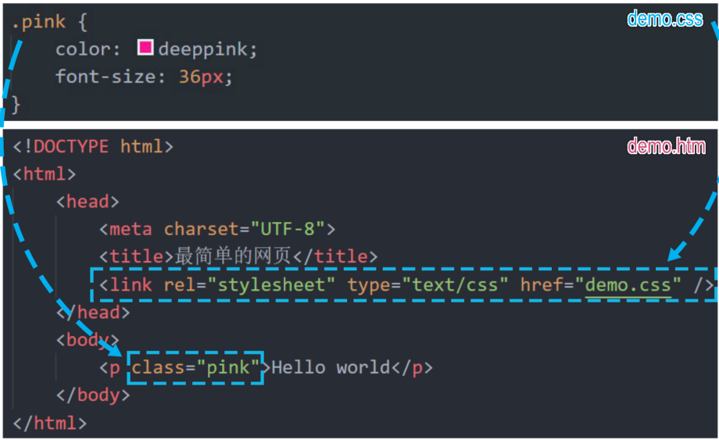 .pink { demo.css
color: deeppink;
font-size: 36px;
}
<!DOCTYPE html> demo.htm
<html>
<head>
<meta charset="UTF-8">
<title>最简单的网页</title>
<link rel="stylesheet" type="text/css" href="demo.css" />
</head>
<body>
<p class="pink">Hello world</p>
</body>
</html>